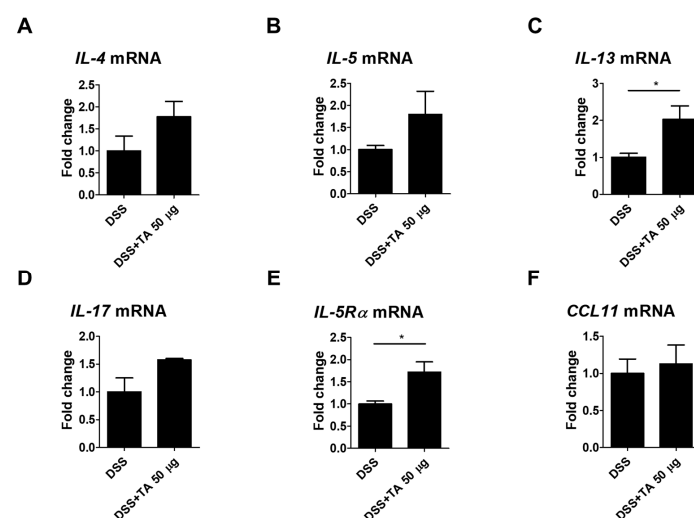 A
IL-4 mRNA
Fold change
2.5
2.0
1.5
1.0
0.5
0.0
DSS
DSS+TA 50 μg
B
IL-5 mRNA
Fold change
2.5
2.0
1.5
1.0
0.5
0.0
DSS
DSS+TA 50 μg
C
IL-13 mRNA
Fold change
3
2
1
0
*
DSS
DSS+TA 50 μg
D
IL-17 mRNA
Fold change
2.0
1.5
1.0
0.5
0.0
DSS
DSS+TA 50 μg
E
IL-5Rα mRNA
Fold change
2.5
2.0
1.5
1.0
0.5
0.0
*
DSS
DSS+TA 50 μg
F
CCL11 mRNA
Fold change
1.5
1.0
0.5
0.0
DSS
DSS+TA 50 μg